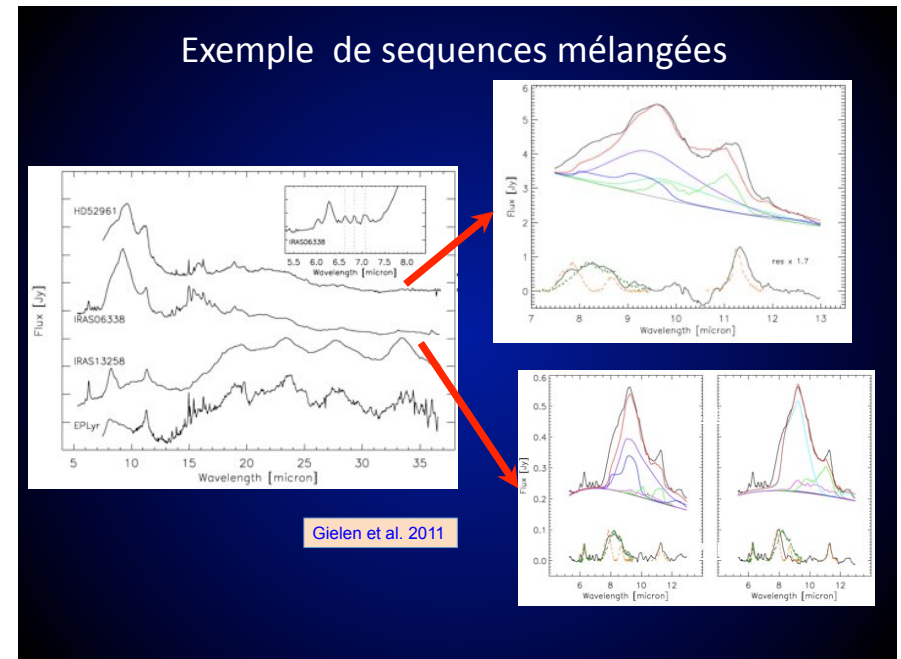 Exemple de sequences mélangées
HD52961
IRAS06338
IRAS13258
EPLyr
Flux [Jy]
5 10 15 20 25 30 35
Wavelength [micron]
IRAS06338
5.5 6.0 6.5 7.0 7.5 8.0
Wavelength [micron]
Gielen et al. 2011
6
5
4
3
2
1
0
Flux [Jy]
res x 1.7
7 8 9 10 11 12 13
Wavelength [micron]
0.6
0.5
0.4
0.3
0.2
0.1
0.0
Flux [Jy]
6 8 10 12
Wavelength [micron]
6 8 10 12
Wavelength [micron]